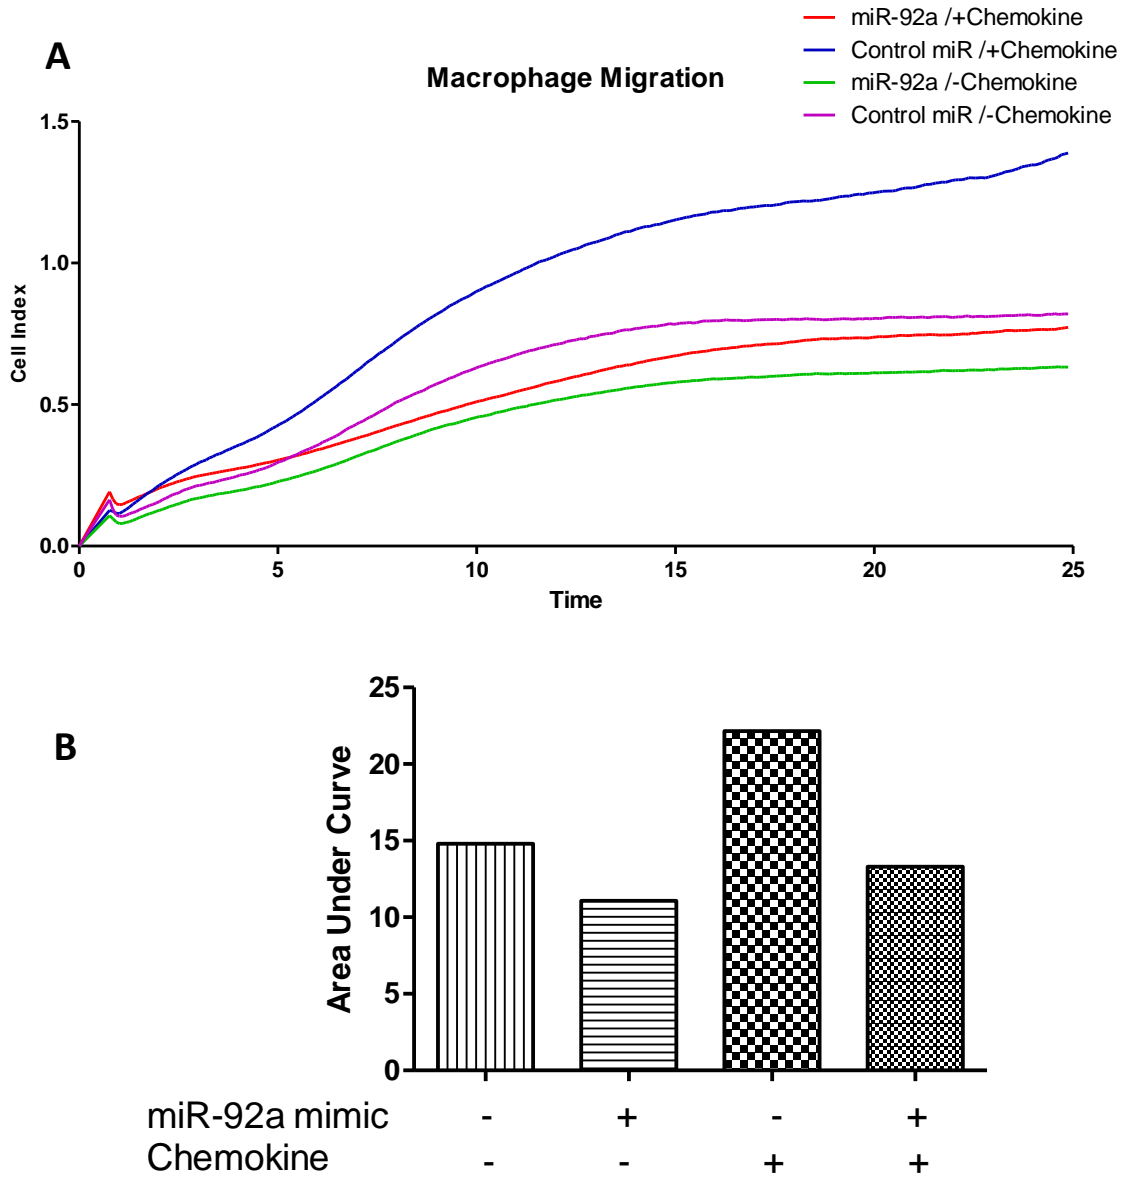 A
Macrophage Migration
miR-92a /+Chemokine
Control miR /+Chemokine
miR-92a /-Chemokine
Control miR /-Chemokine
1.5
1.0
0.5
0.0
Cell Index
0 5 10 15 20 25
Time
B
25
20
15
10
5
0
Area Under Curve
miR-92a mimic - + - +
Chemokine - - + +